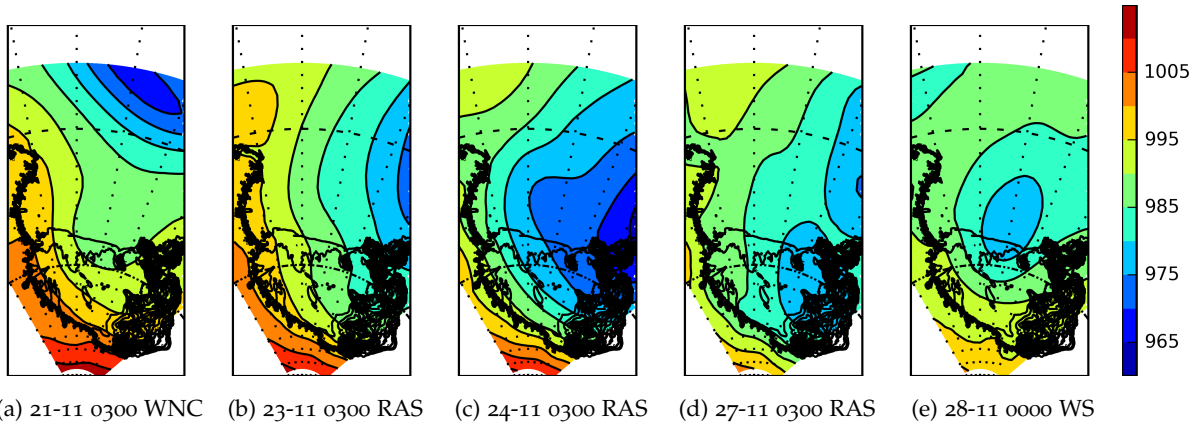 1005
995
985
975
965
(a) 21-11 0300 WNC
(b) 23-11 0300 RAS
(c) 24-11 0300 RAS
(d) 27-11 0300 RAS
(e) 28-11 0000 WS